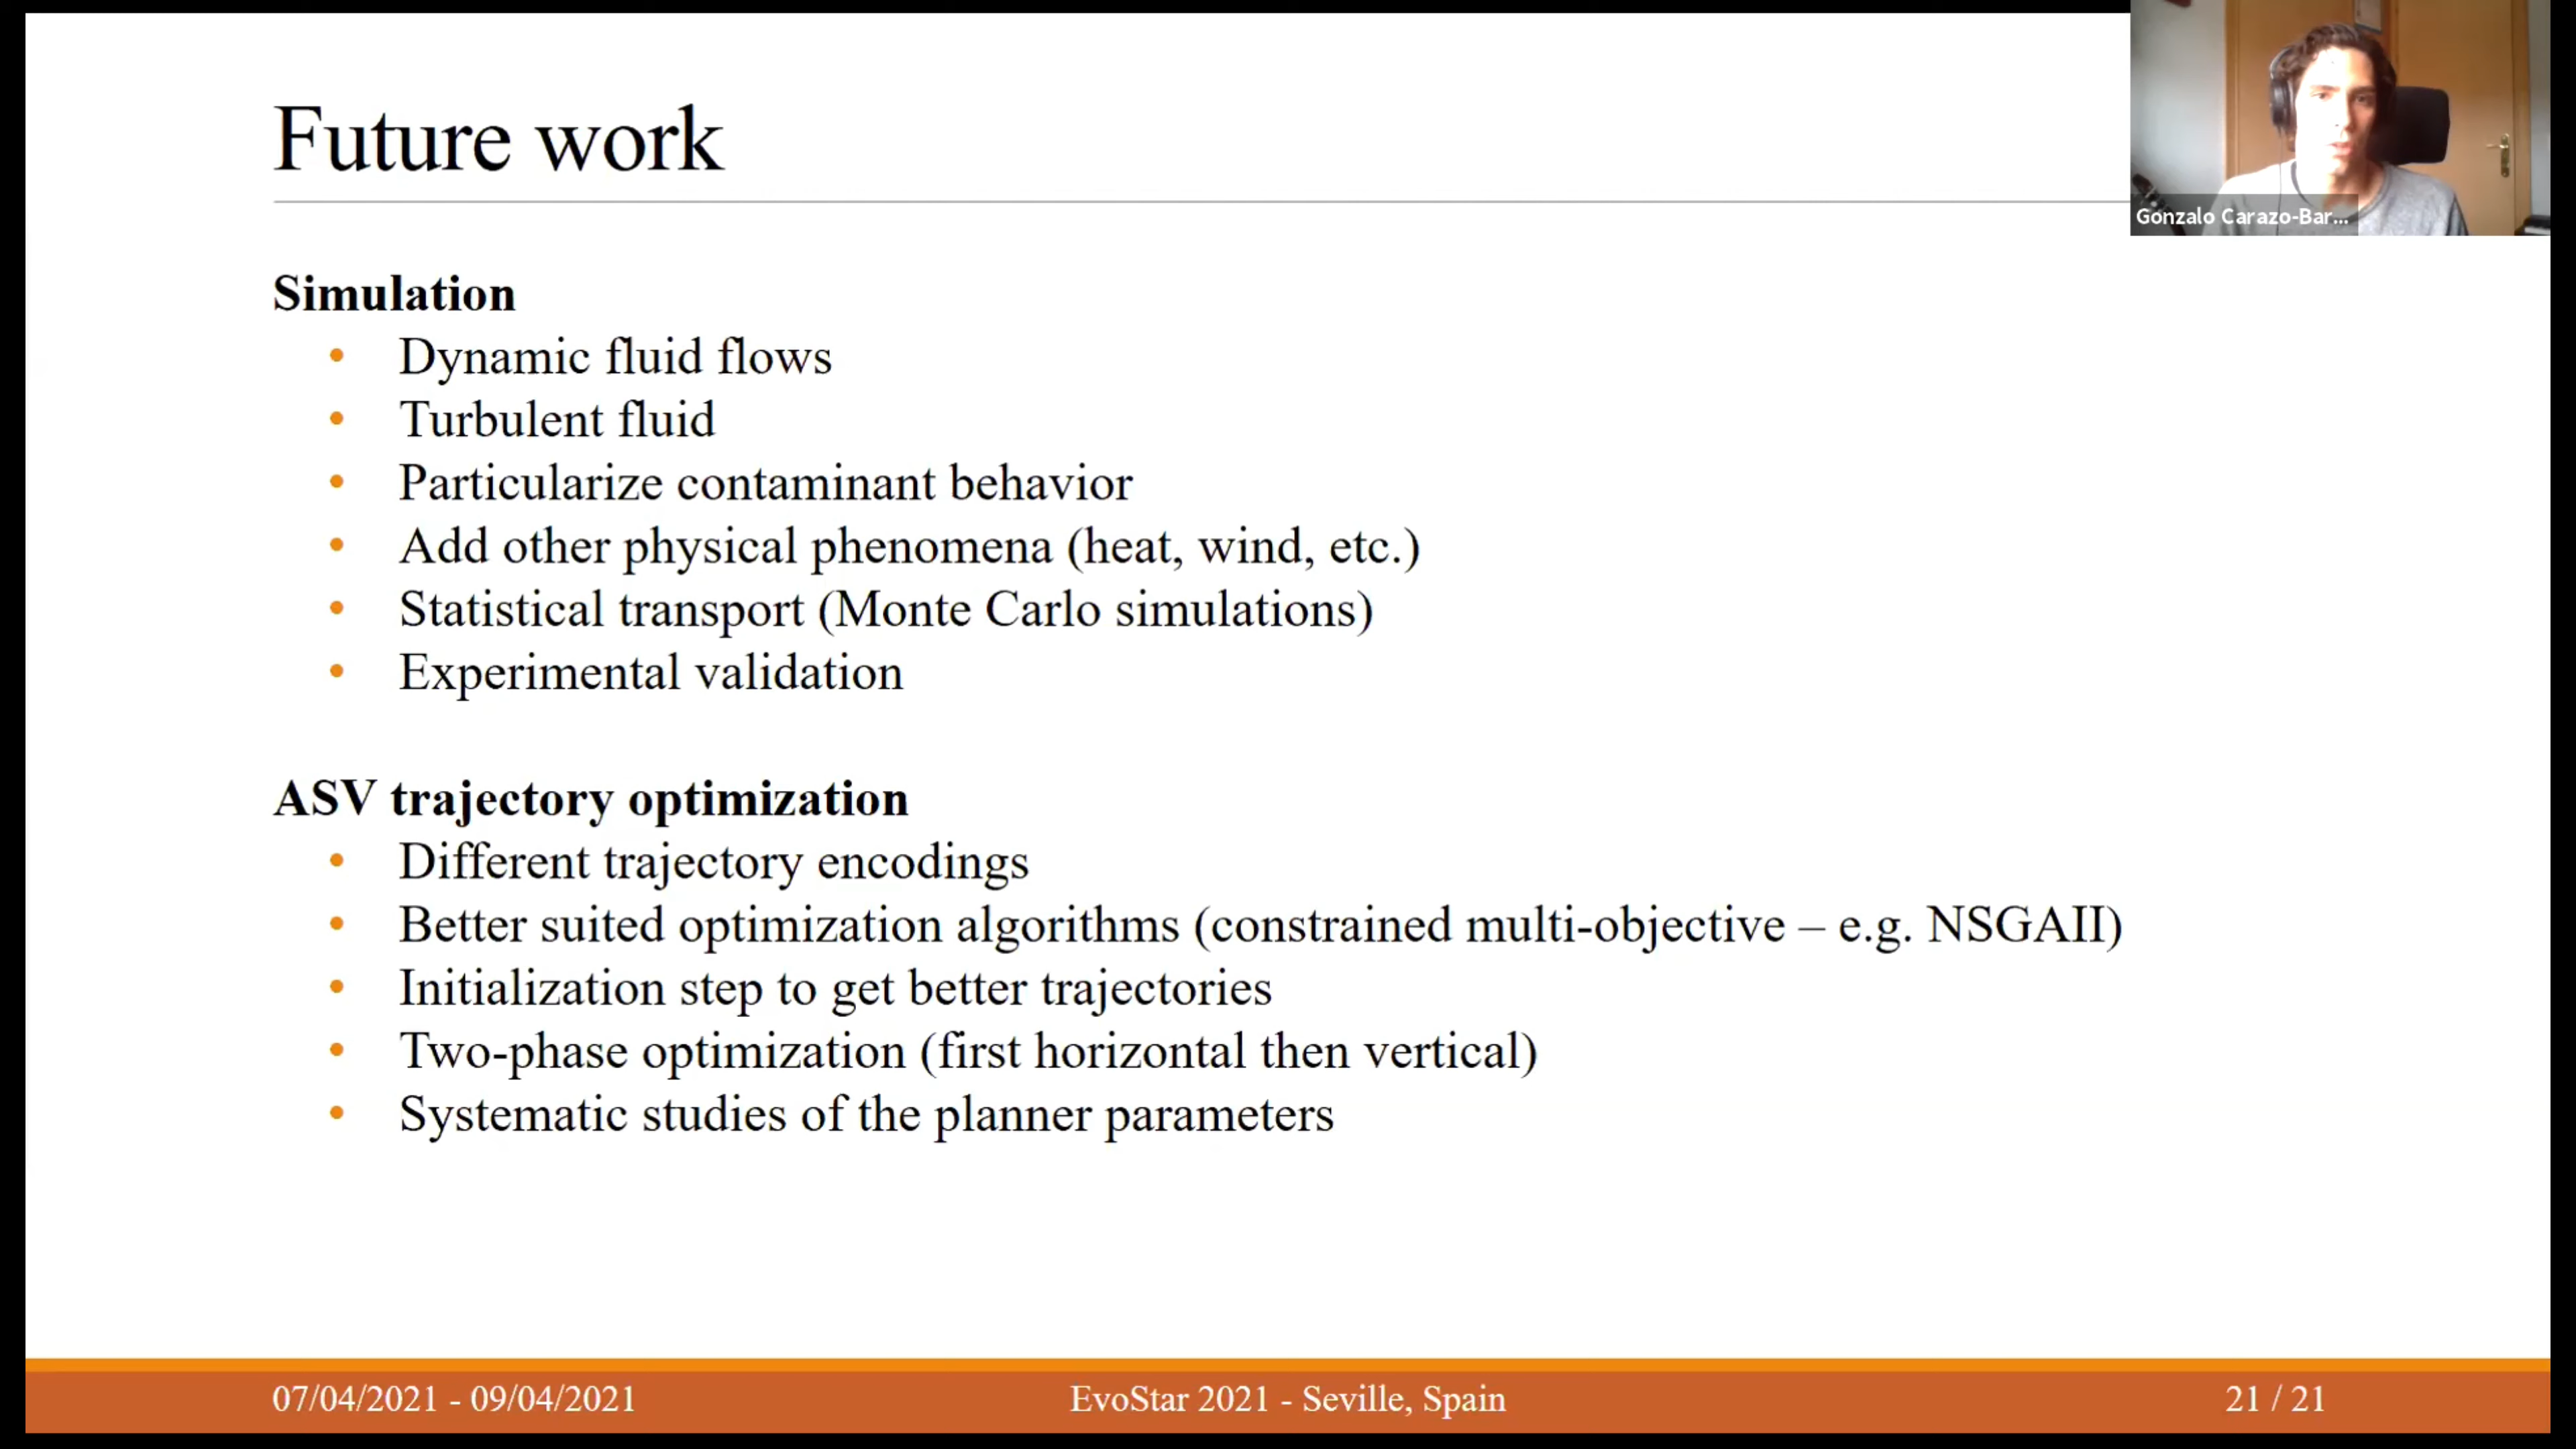 Future work
Gonzalo Carazo-Bar...
Simulation
• Dynamic fluid flows
• Turbulent fluid
• Particularize contaminant behavior
• Add other physical phenomena (heat, wind, etc.)
• Statistical transport (Monte Carlo simulations)
• Experimental validation
ASV trajectory optimization
• Different trajectory encodings
• Better suited optimization algorithms (constrained multi-objective – e.g. NSGAII)
• Initialization step to get better trajectories
• Two-phase optimization (first horizontal then vertical)
• Systematic studies of the planner parameters
07/04/2021 - 09/04/2021
EvoStar 2021 - Seville, Spain
21 / 21